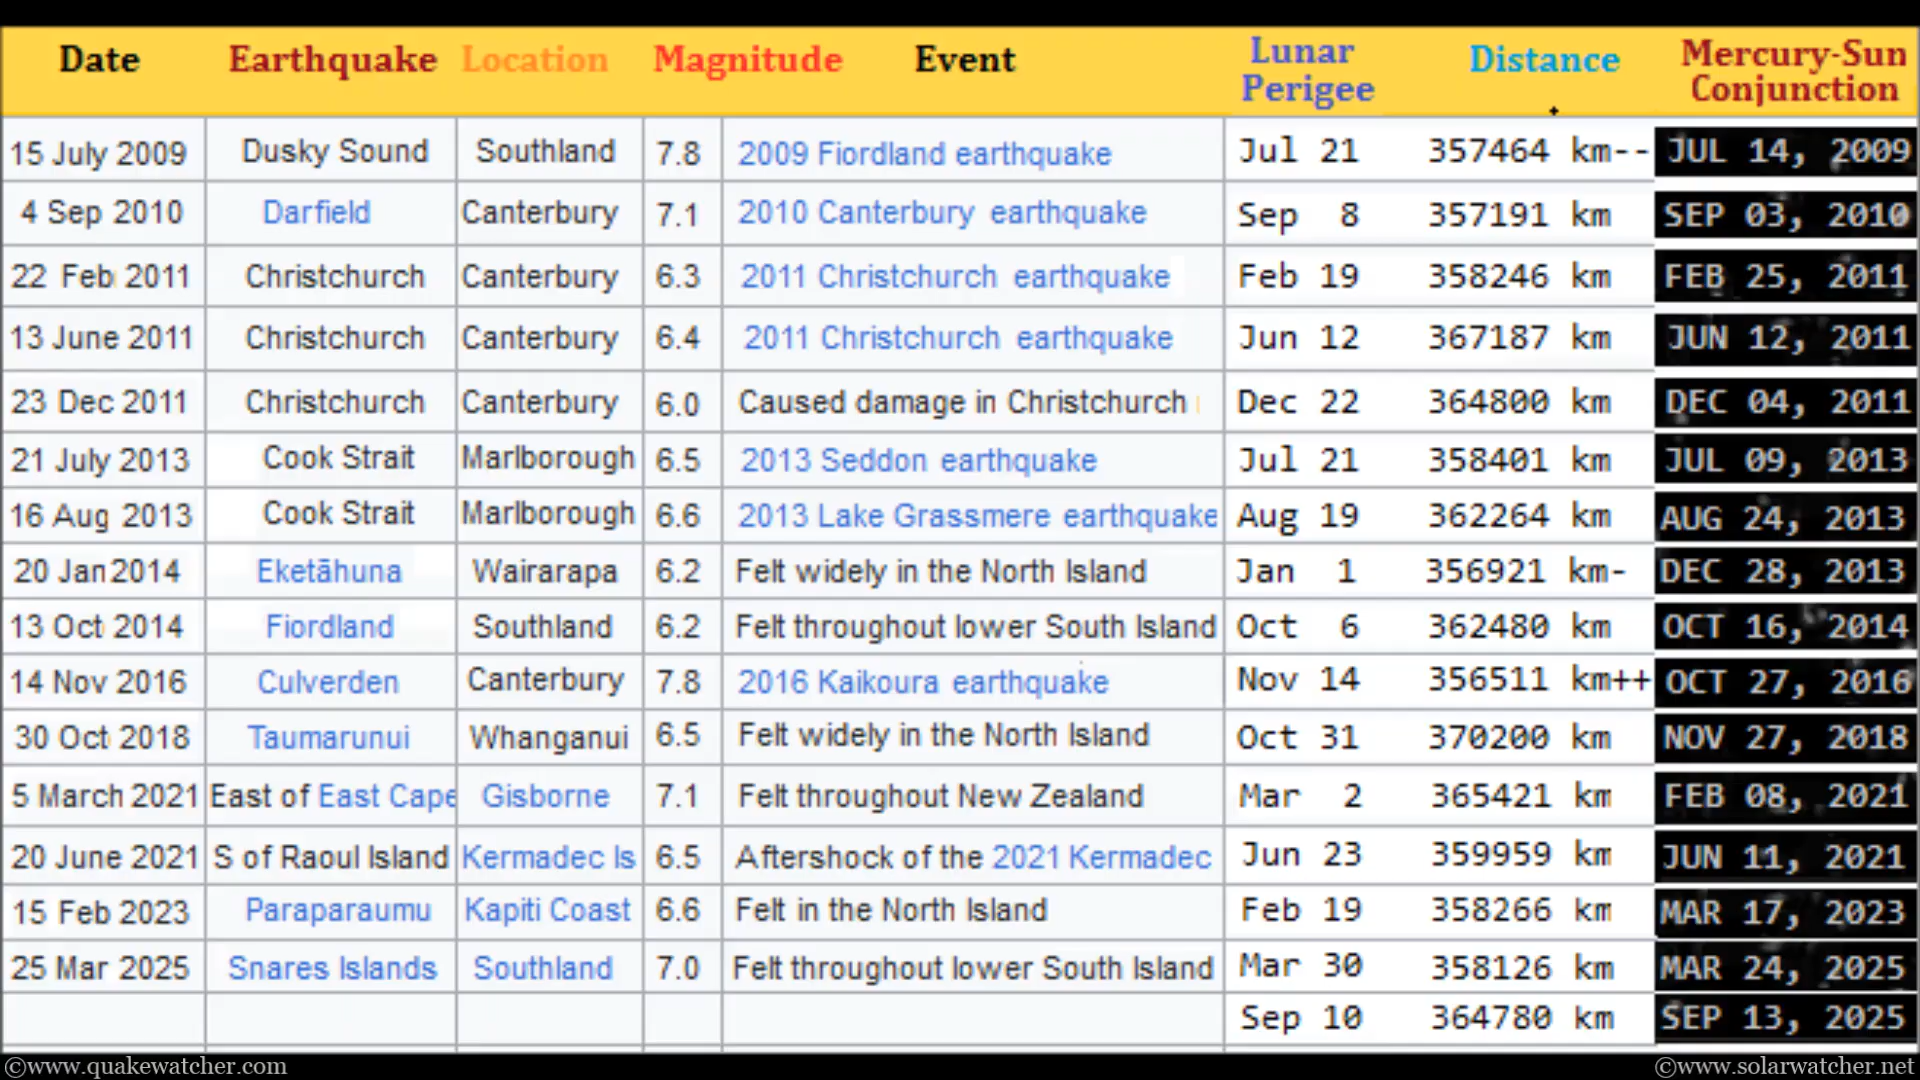 Date Earthquake Location Magnitude Event Lunar Perigee Distance Mercury-Sun Conjunction
15 July 2009 Dusky Sound Southland 7.8 2009 Fiordland earthquake Jul 21 357464 km-- JUL 14, 2009
4 Sep 2010 Darfield Canterbury 7.1 2010 Canterbury earthquake Sep 8 357191 km SEP 03, 2010
22 Feb 2011 Christchurch Canterbury 6.3 2011 Christchurch earthquake Feb 19 358246 km FEB 25, 2011
13 June 2011 Christchurch Canterbury 6.4 2011 Christchurch earthquake Jun 12 367187 km JUN 12, 2011
23 Dec 2011 Christchurch Canterbury 6.0 Caused damage in Christchurch Dec 22 364800 km DEC 04, 2011
21 July 2013 Cook Strait Marlborough 6.5 2013 Seddon earthquake Jul 21 358401 km JUL 09, 2013
16 Aug 2013 Cook Strait Marlborough 6.6 2013 Lake Grassmere earthquake Aug 19 362264 km AUG 24, 2013
20 Jan 2014 Eketāhuna Wairarapa 6.2 Felt widely in the North Island Jan 1 356921 km- DEC 28, 2013
13 Oct 2014 Fiordland Southland 6.2 Felt throughout lower South Island Oct 6 362480 km OCT 16, 2014
14 Nov 2016 Culverden Canterbury 7.8 2016 Kaikoura earthquake Nov 14 356511 km++ OCT 27, 2016
30 Oct 2018 Taumarunui Whanganui 6.5 Felt widely in the North Island Oct 31 370200 km NOV 27, 2018
5 March 2021 East of East Cape Gisborne 7.1 Felt throughout New Zealand Mar 2 365421 km FEB 08, 2021
20 June 2021 S of Raoul Island Kermadec Is 6.5 Aftershock of the 2021 Kermadec Jun 23 359959 km JUN 11, 2021
15 Feb 2023 Paraparaumu Kapiti Coast 6.6 Felt in the North Island Feb 19 358266 km MAR 17, 2023
25 Mar 2025 Snares Islands Southland 7.0 Felt throughout lower South Island Mar 30 358126 km MAR 24, 2025
Sep 10 364780 km SEP 13, 2025
©www.quakewatcher.com ©www.solarwatcher.net